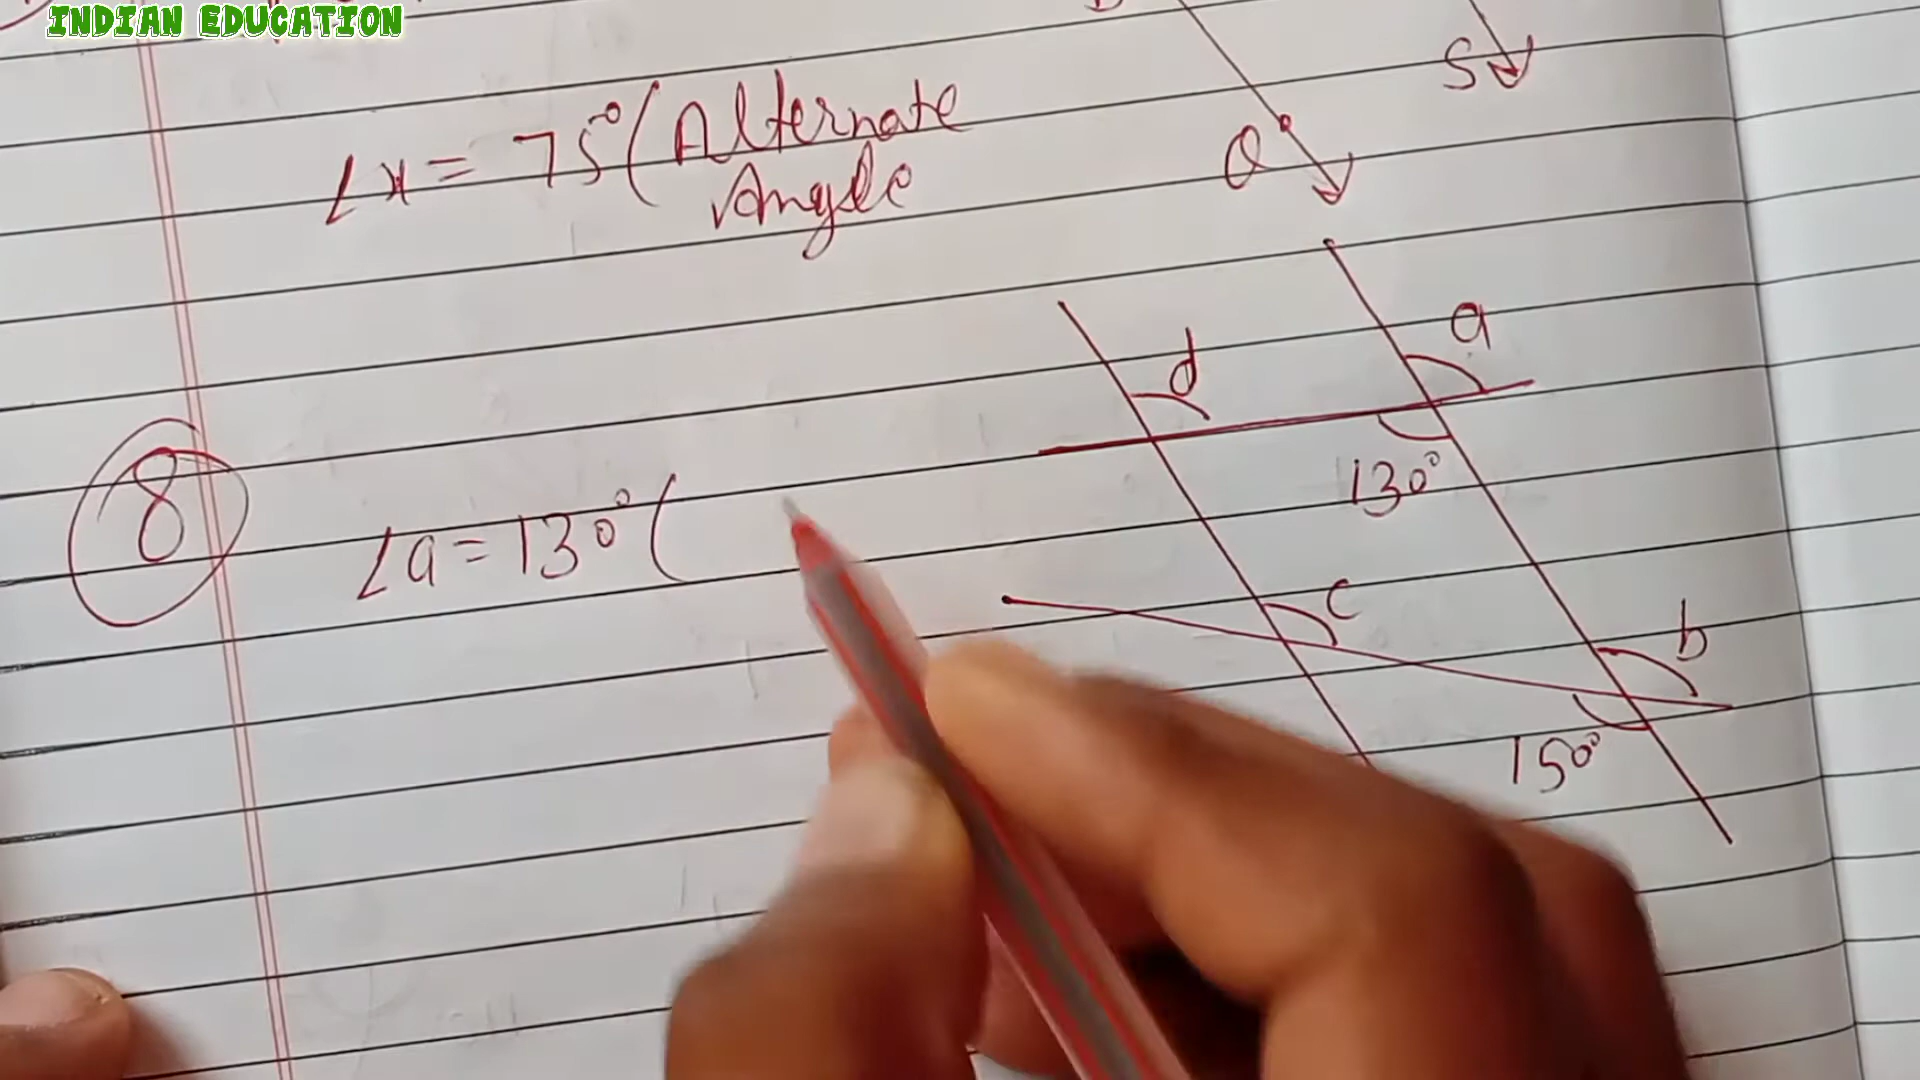 INDIAN EDUCATION
S
∠x = 75° (Alternate
Angle
Q
a
d
130°
8
∠a = 130° (
c
b
150°